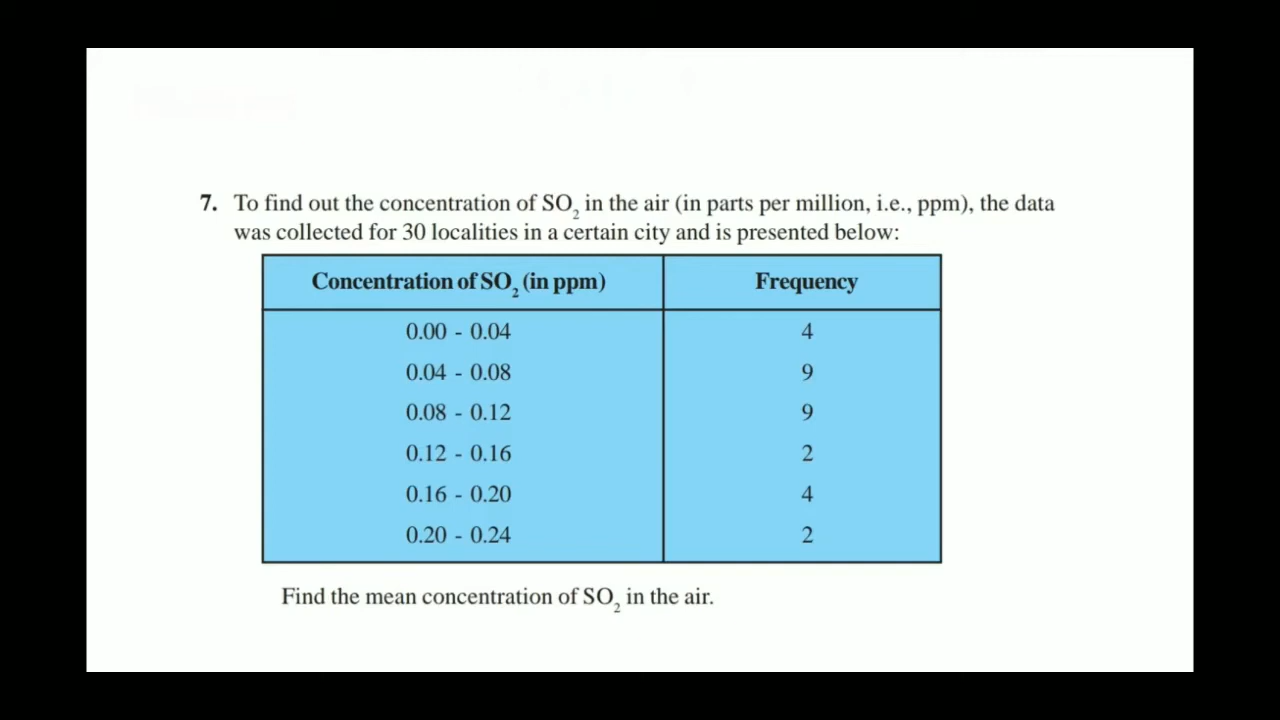 7. To find out the concentration of SO₂ in the air (in parts per million, i.e., ppm), the data
was collected for 30 localities in a certain city and is presented below:
Concentration of SO₂ (in ppm) Frequency
0.00 - 0.04 4
0.04 - 0.08 9
0.08 - 0.12 9
0.12 - 0.16 2
0.16 - 0.20 4
0.20 - 0.24 2
Find the mean concentration of SO₂ in the air.